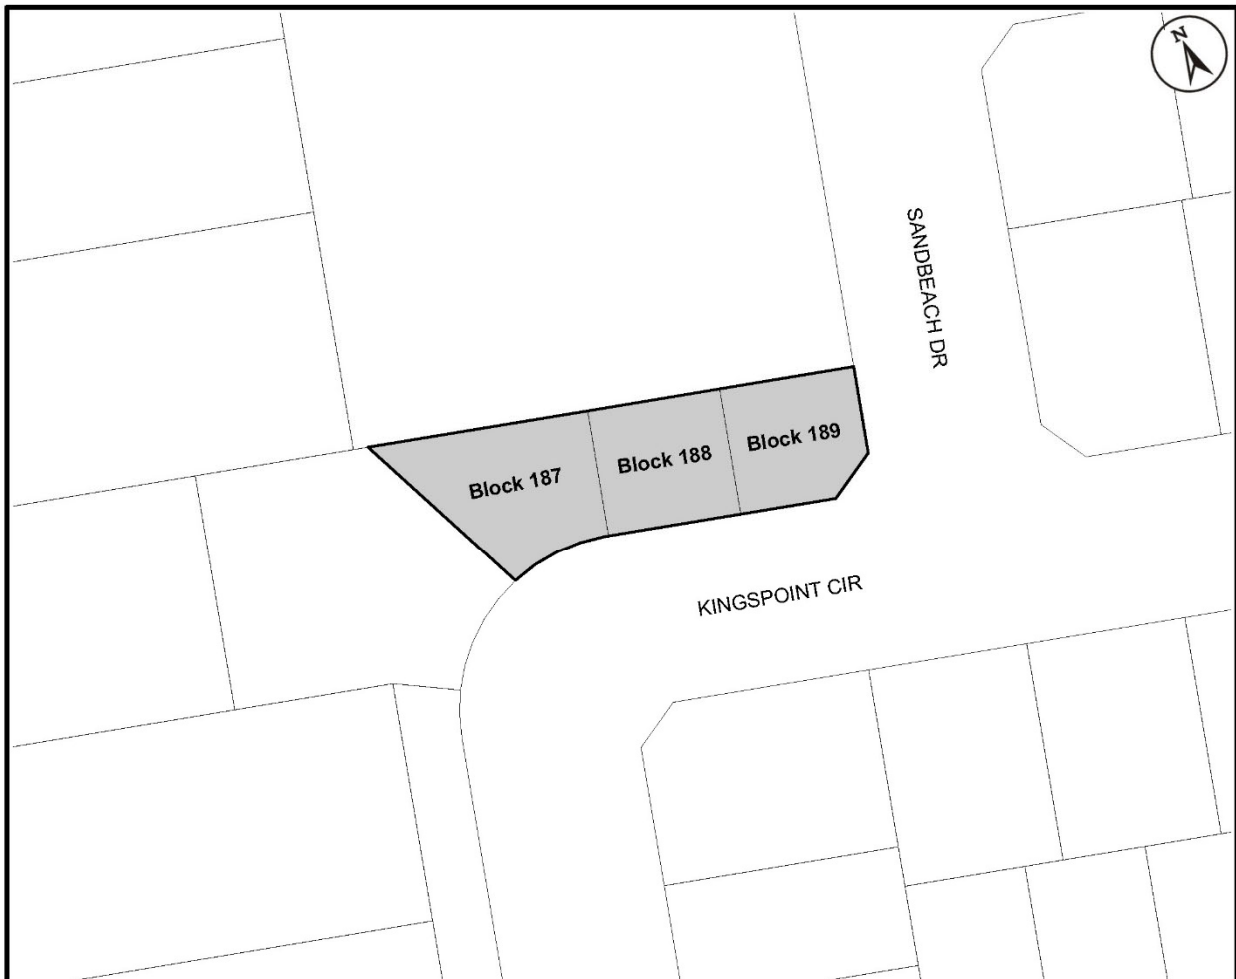 N
SANDBEACH DR
Block 189
Block 188
Block 187
KINGSPOINT CIR